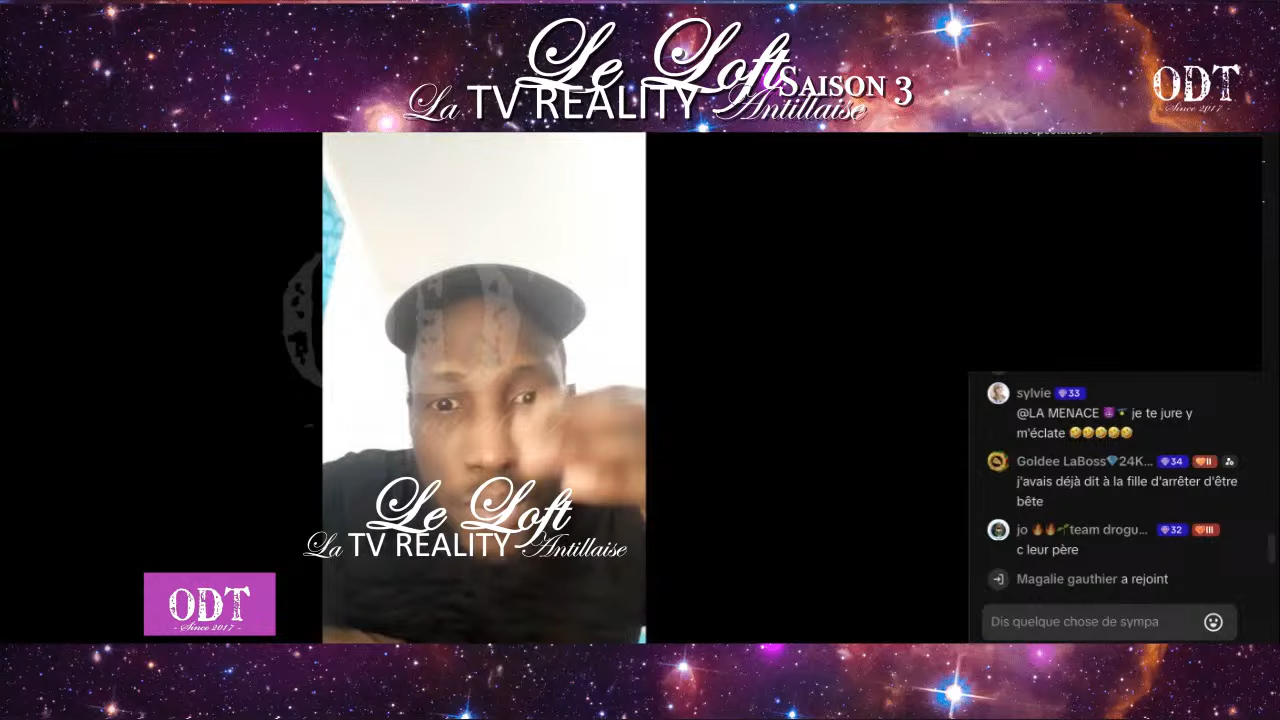 Le Loft SAISON 3
La TV REALITY Antillaise
ODT
- Since 2017 -
sylvie 33
@LA MENACE 😈 je te jure y
m'éclate 🤣🤣🤣🤣🤣
Goldee LaBoss💎24K... 34 II
j'avais déjà dit à la fille d'arrêter d'être
bête
jo 🔥🔥🌱team drogu... 32 III
c leur père
Magalie gauthier a rejoint
Dis quelque chose de sympa
Le Loft
La TV REALITY Antillaise
ODT
- Since 2017 -